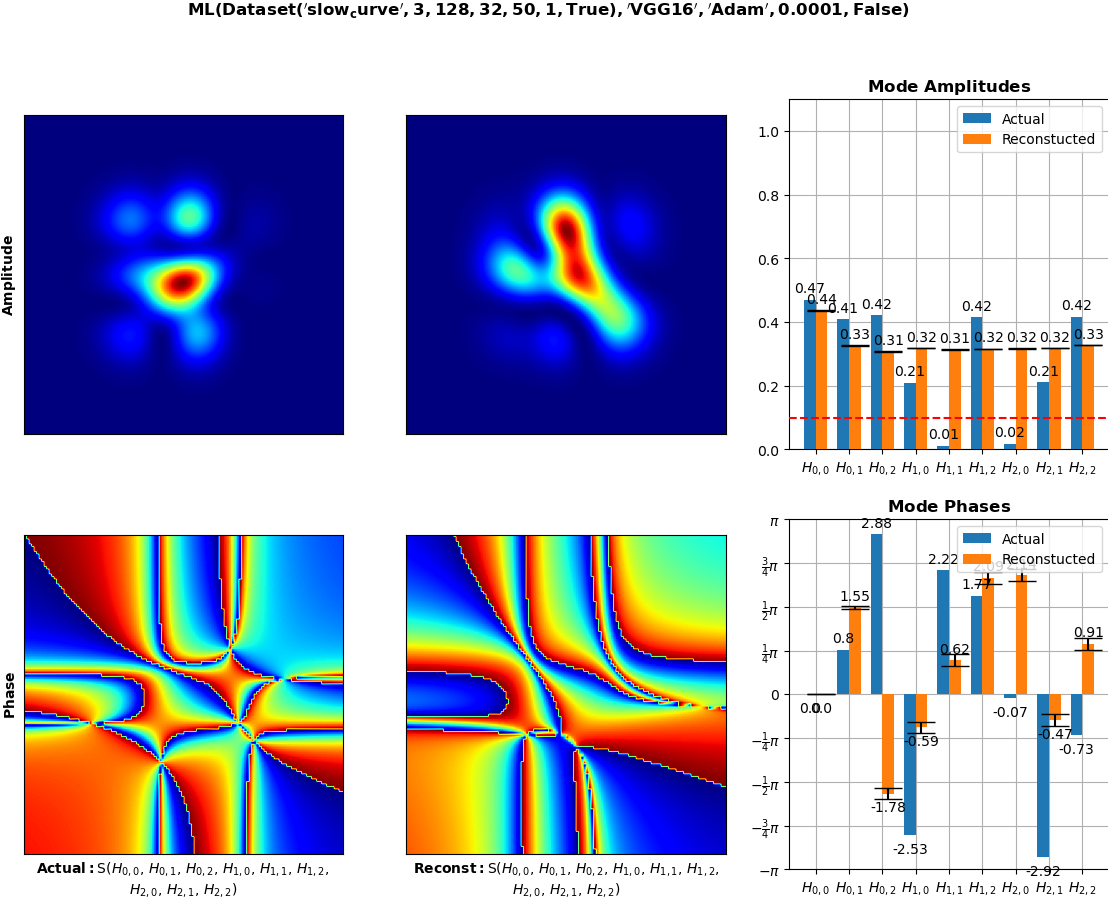 ML(Dataset('slow_curve', 3, 128, 32, 50, 1, True), 'VGG16', 'Adam', 0.0001, False)
Amplitude
Mode Amplitudes
Actual
Reconstucted
1.0
0.8
0.6
0.4
0.2
0.0
0.47
0.44
0.41
0.33
0.42
0.31
0.21
0.32
0.01
0.31
0.42
0.32
0.02
0.32
0.21
0.32
0.42
0.33
H0,0 H0,1 H0,2 H1,0 H1,1 H1,2 H2,0 H2,1 H2,2
Phase
Actual: S(H0,0, H0,1, H0,2, H1,0, H1,1, H1,2,
H2,0, H2,1, H2,2)
Reconst: S(H0,0, H0,1, H0,2, H1,0, H1,1, H1,2,
H2,0, H2,1, H2,2)
Mode Phases
Actual
Reconstucted
π
3/4π
1/2π
1/4π
0
−1/4π
−1/2π
−3/4π
−π
0.0
0.0
0.8
1.55
2.88
-1.78
-2.53
-0.59
2.22
0.62
1.77
2.09
-0.07
-2.92
-0.47
-0.73
0.91
H0,0 H0,1 H0,2 H1,0 H1,1 H1,2 H2,0 H2,1 H2,2